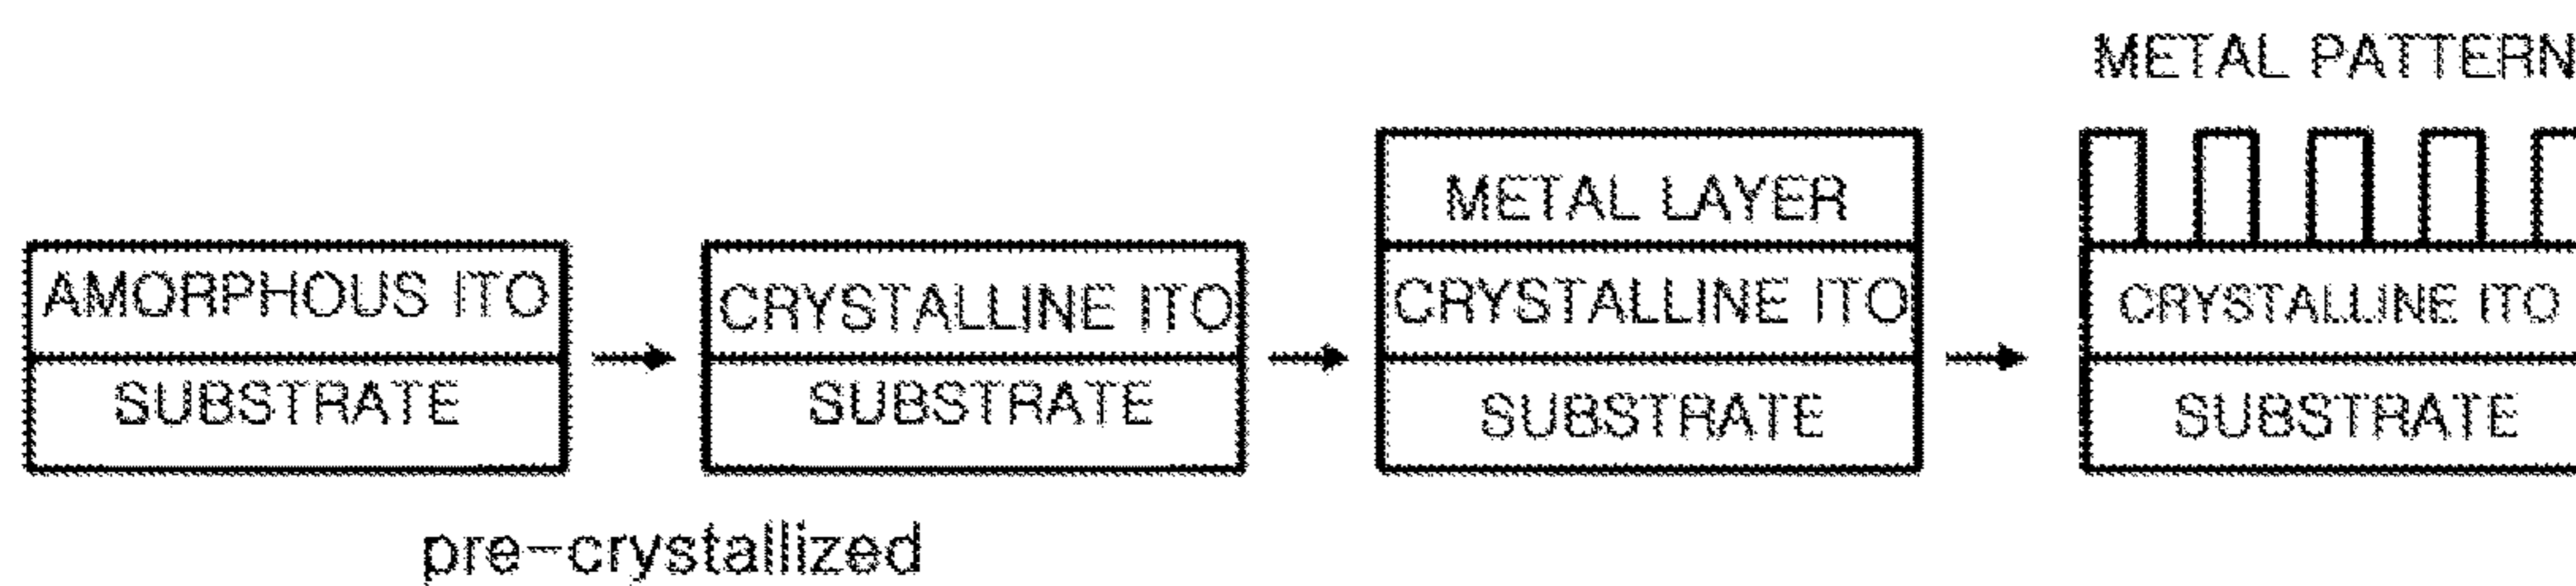 AMORPHOUS ITO
SUBSTRATE
CRYSTALLINE ITO
SUBSTRATE
METAL LAYER
CRYSTALLINE ITO
SUBSTRATE
METAL PATTERN
CRYSTALLINE ITO
SUBSTRATE
pre-crystallized